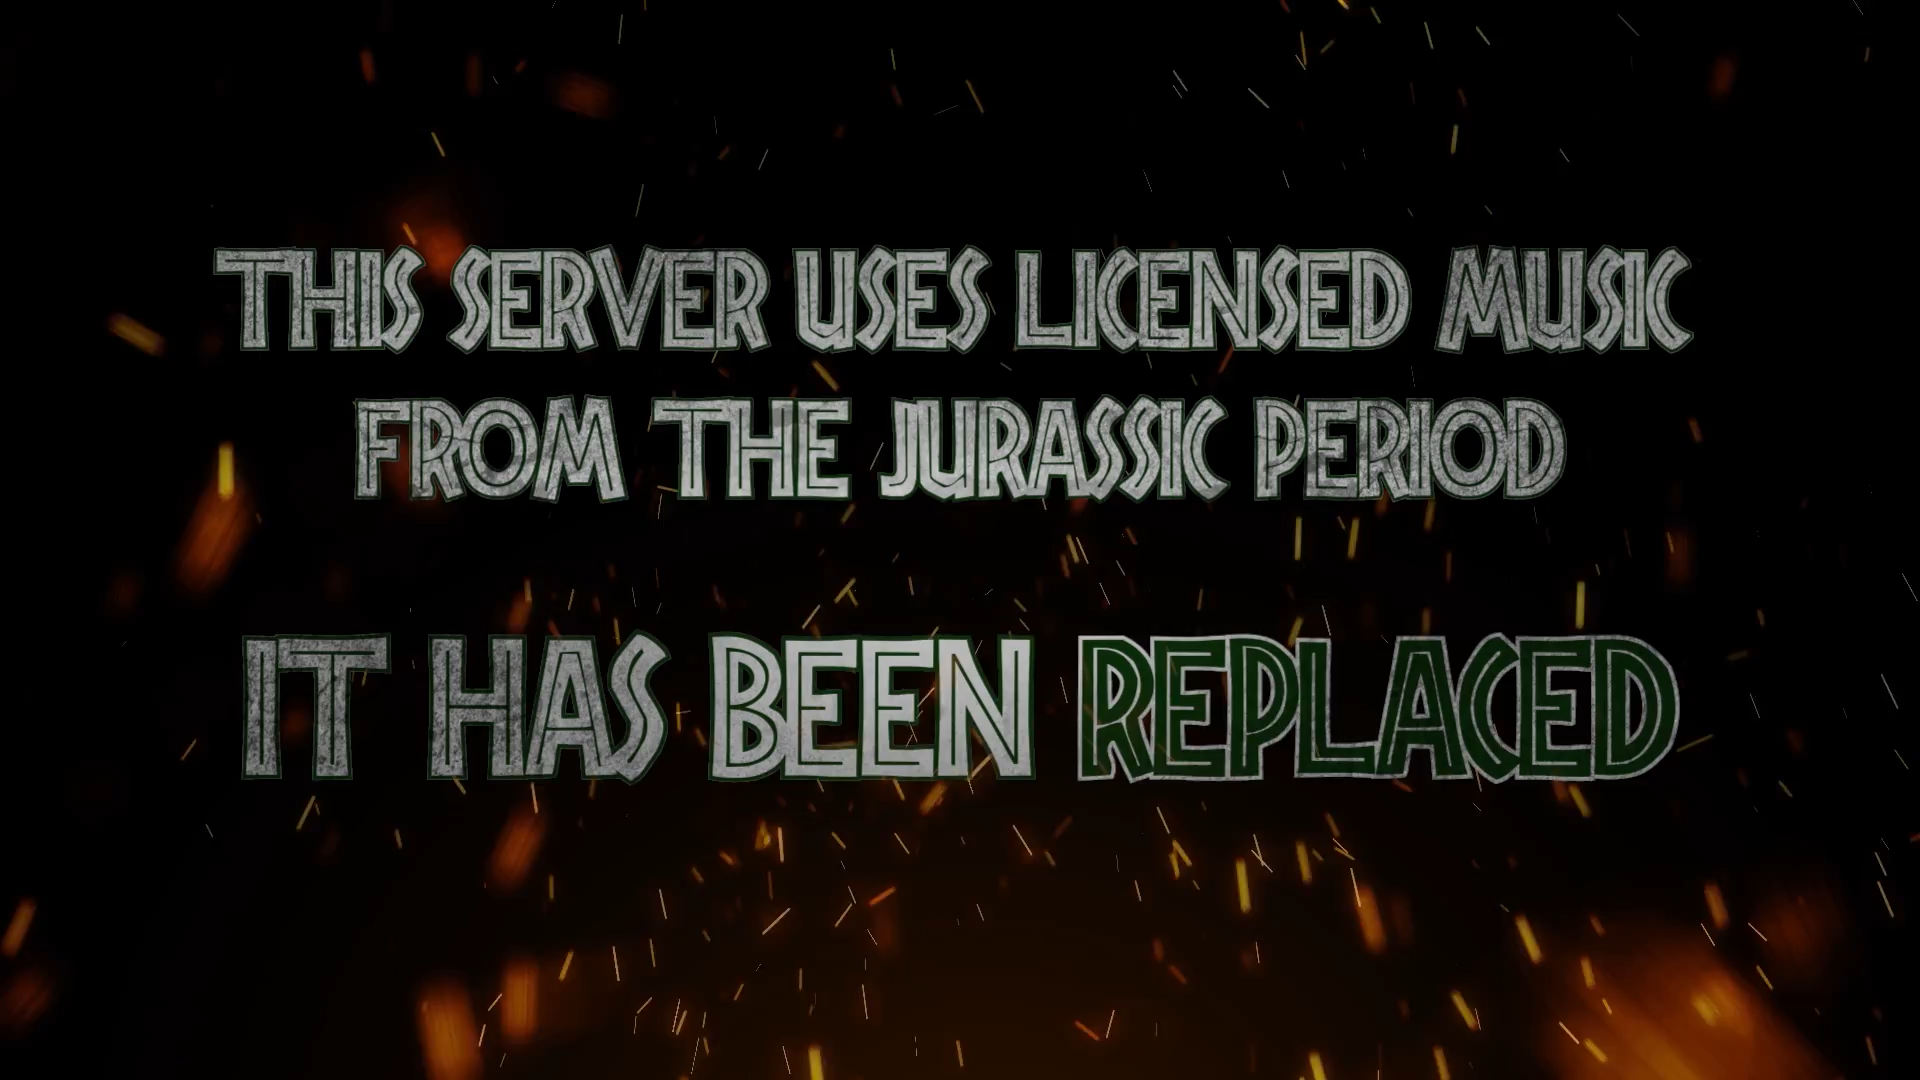 THIS SERVER USES LICENSED MUSIC
FROM THE JURASSIC PERIOD
IT HAS BEEN REPLACED